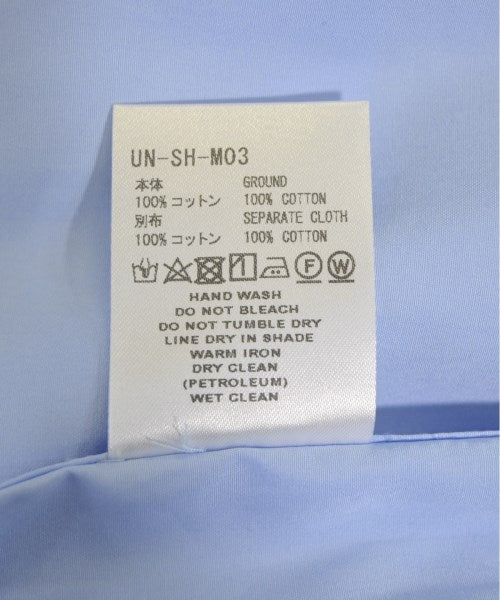 UN-SH-M03
本体 GROUND
100% コットン 100% COTTON
別布 SEPARATE CLOTH
100% コットン 100% COTTON
F W
HAND WASH
DO NOT BLEACH
DO NOT TUMBLE DRY
LINE DRY IN SHADE
WARM IRON
DRY CLEAN
(PETROLEUM)
WET CLEAN